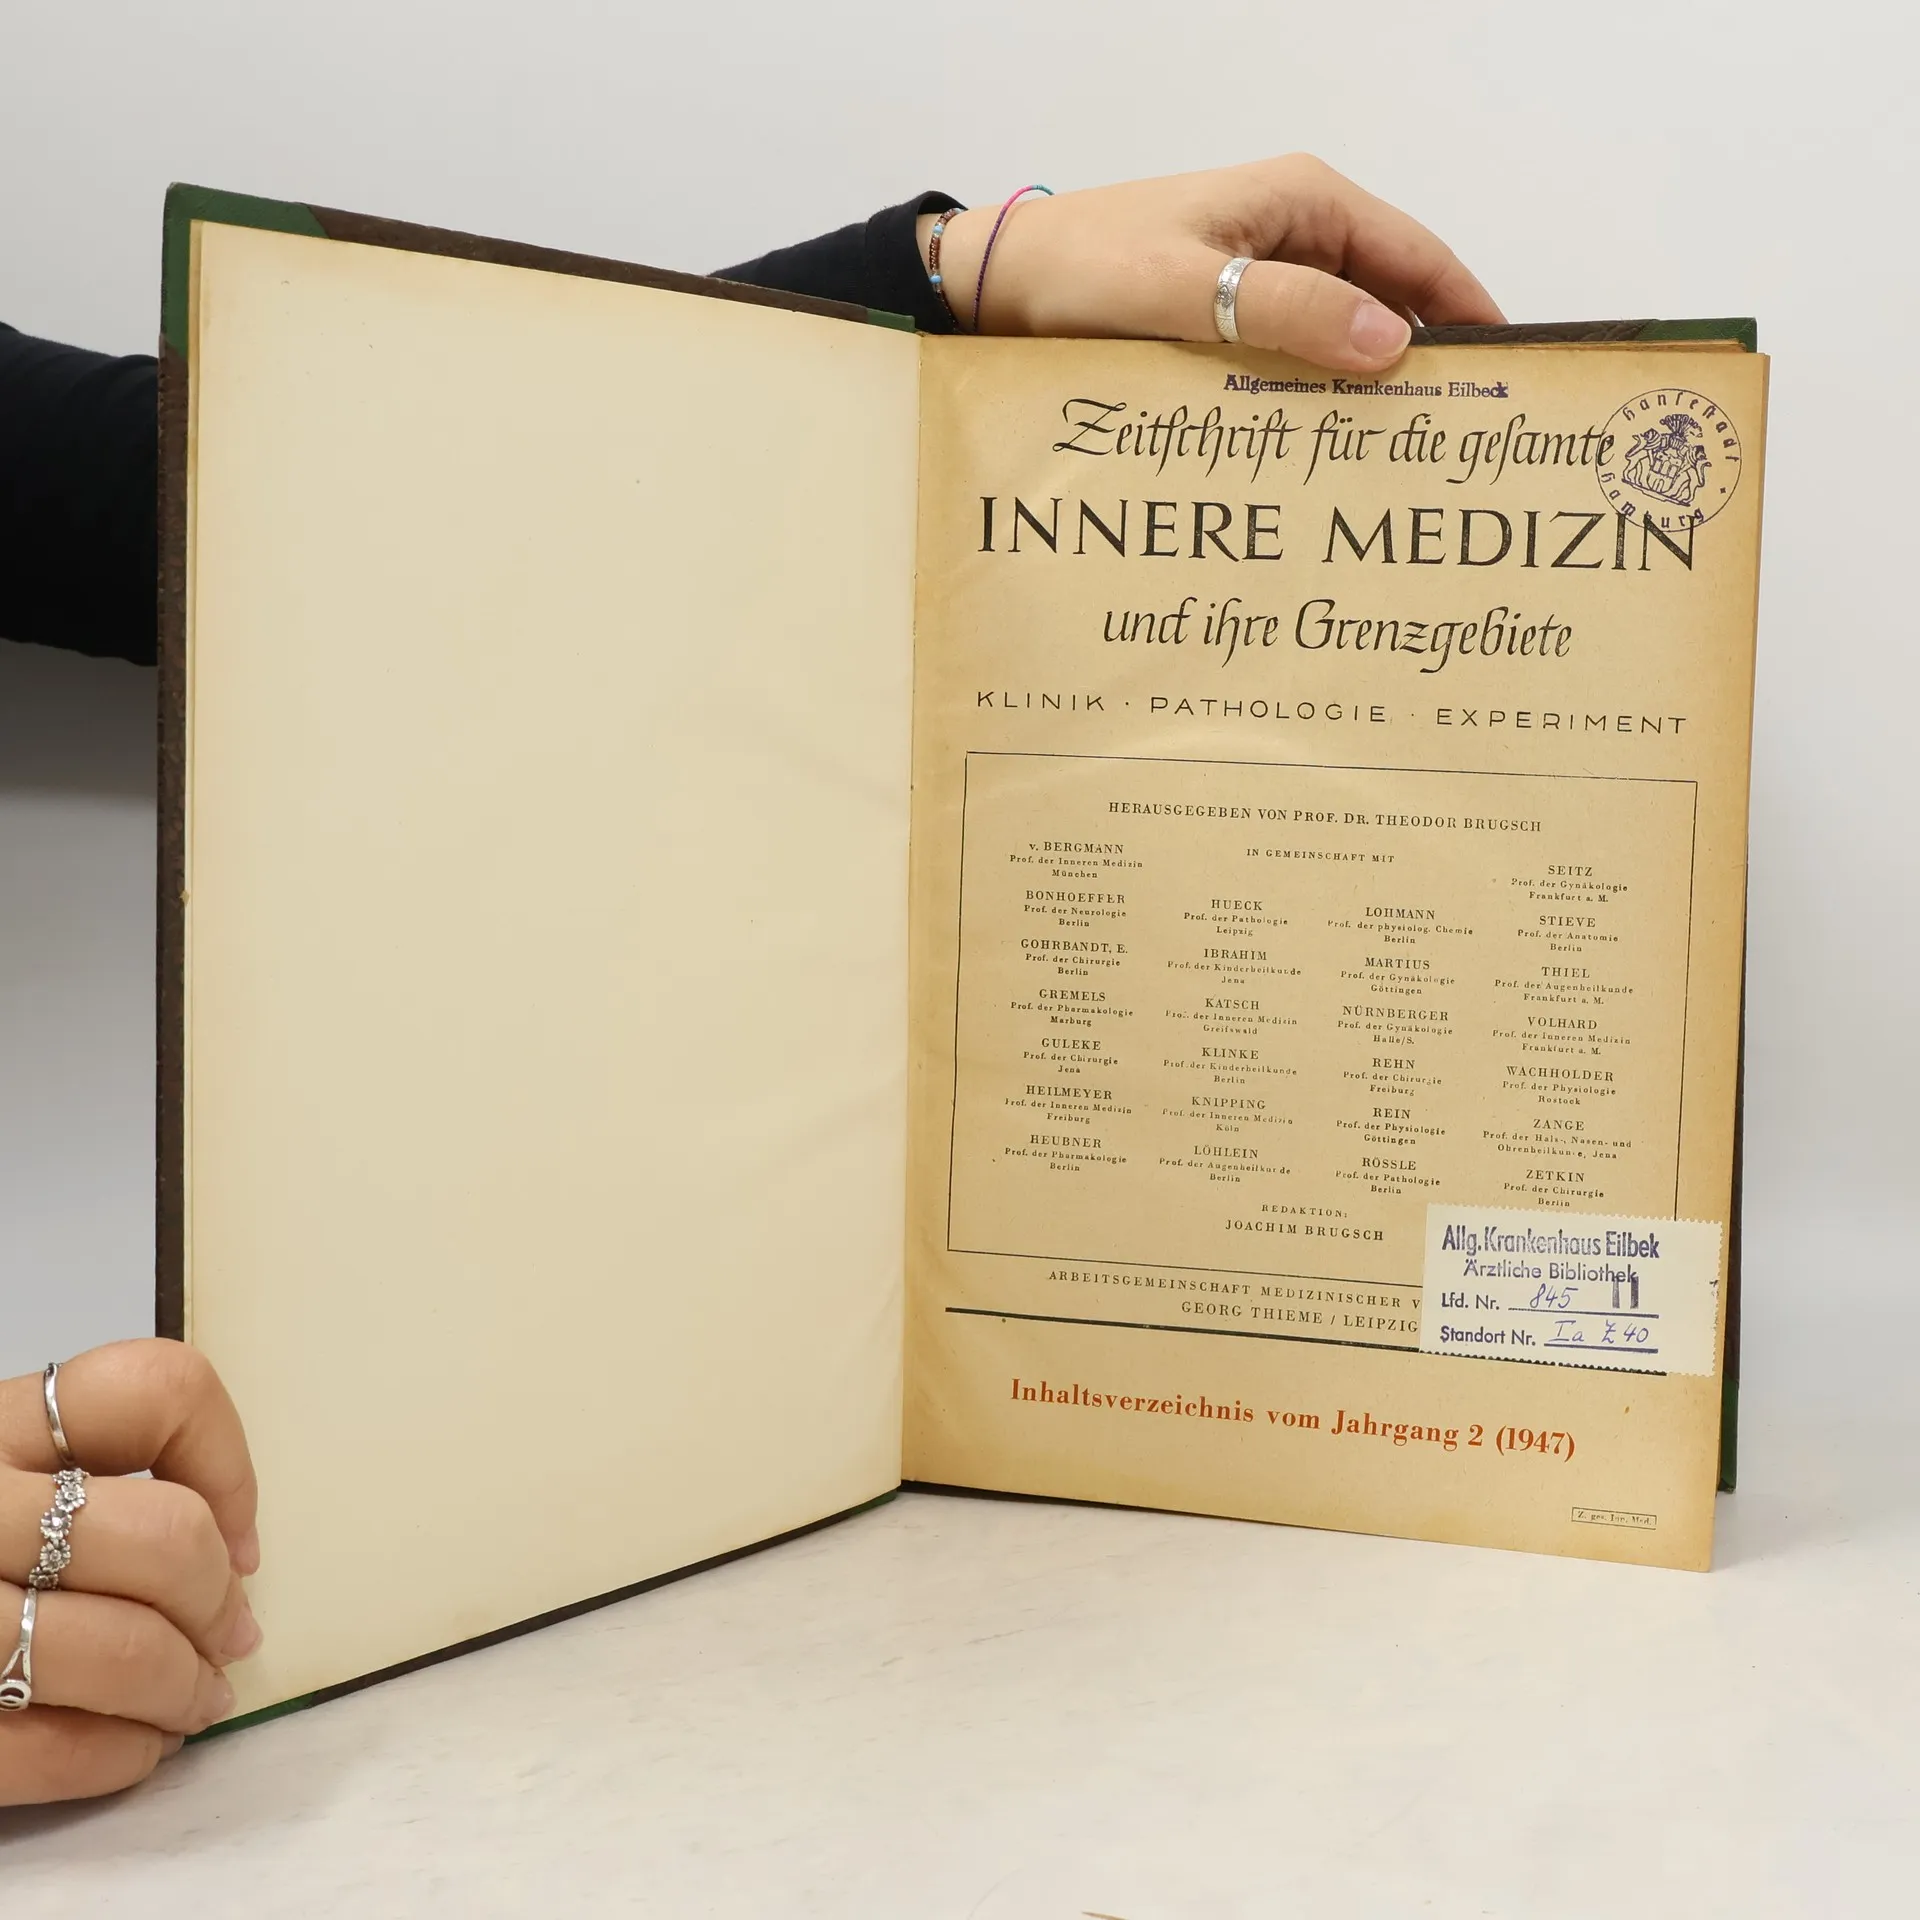 Allgemeines Krankenhaus Eilbeck
Hansestadt Hamburg
Zeitſchrift für die geſamte
INNERE MEDIZIN
und ihre Grenzgebiete
KLINIK · PATHOLOGIE · EXPERIMENT
HERAUSGEGEBEN VON PROF. DR. THEODOR BRUGSCH
IN GEMEINSCHAFT MIT
v. BERGMANN
Prof. der Inneren Medizin
München
BONHOEFFER
Prof. der Neurologie
Berlin
GOHRBANDT, E.
Prof. der Chirurgie
Berlin
GREMELS
Prof. der Pharmakologie
Marburg
GULEKE
Prof. der Chirurgie
Jena
HEILMEYER
Prof. der Inneren Medizin
Freiburg
HEUBNER
Prof. der Pharmakologie
Berlin
HUECK
Prof. der Pathologie
Leipzig
IBRAHIM
Prof. der Kinderheilkunde
Jena
KATSCH
Prof. der Inneren Medizin
Greifswald
KLINKE
Prof. der Kinderheilkunde
Berlin
KNIPPING
Prof. der Inneren Medizin
Köln
LÖHLEIN
Prof. der Augenheilkunde
Berlin
LOHMANN
Prof. der physiolog. Chemie
Berlin
MARTIUS
Prof. der Gynäkologie
Göttingen
NÜRNBERGER
Prof. der Gynäkologie
Halle/S.
REHN
Prof. der Chirurgie
Freiburg
REIN
Prof. der Physiologie
Göttingen
RÖSSLE
Prof. der Pathologie
Berlin
SEITZ
Prof. der Gynäkologie
Frankfurt a. M.
STIEVE
Prof. der Anatomie
Berlin
THIEL
Prof. der Augenheilkunde
Frankfurt a. M.
VOLHARD
Prof. der Inneren Medizin
Frankfurt a. M.
WACHHOLDER
Prof. der Physiologie
Rostock
ZANGE
Prof. der Hals-, Nasen- und
Ohrenheilkunde, Jena
ZETKIN
Prof. der Chirurgie
Berlin
REDAKTION:
JOACHIM BRUGSCH
ARBEITSGEMEINSCHAFT MEDIZINISCHER V
GEORG THIEME / LEIPZIG
Allg. Krankenhaus Eilbek
Ärztliche Bibliothek
Lfd. Nr. 845 II
Standort Nr. Ia Z 40
Inhaltsverzeichnis vom Jahrgang 2 (1947)
Z. ges. Inn. Med.